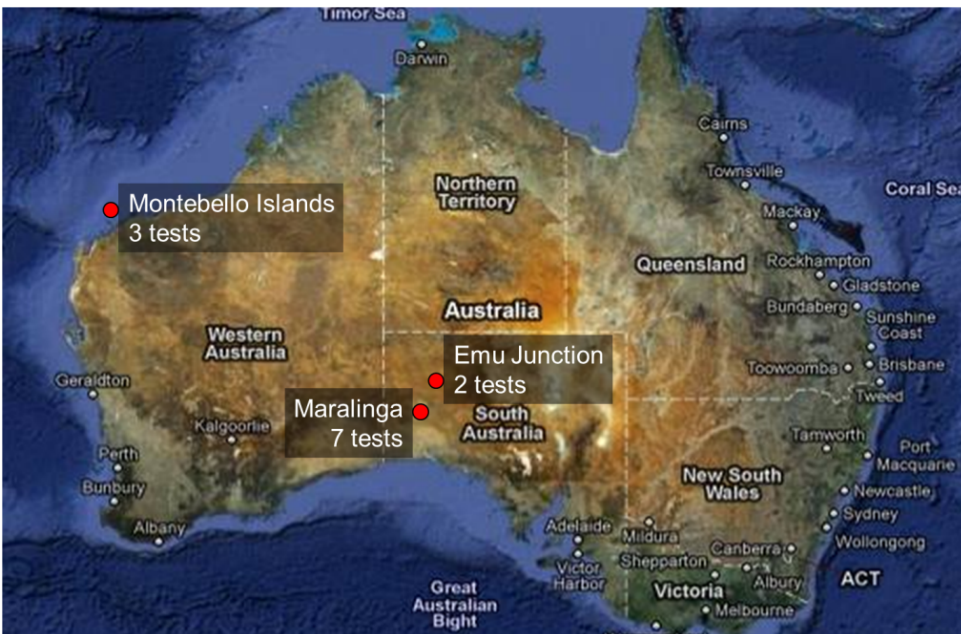 Timor Sea
Darwin
Cairns
Townsville
Coral Sea
Montebello Islands
3 tests
Northern
Territory
Mackay
Rockhampton
Queensland
Gladstone
Bundaberg
Australia
Sunshine
Coast
Western
Australia
Emu Junction
2 tests
Toowoomba
Brisbane
Geraldton
Tweed
Maralinga
7 tests
South
Australia
Kalgoorlie
Tamworth
Port
Macquarie
Perth
New South
Wales
Bunbury
Newcastle
Albany
Adelaide
Mildura
Sydney
Wollongong
Canberra
Shepparton
Victor
Harbor
Albury
ACT
Great
Australian
Bight
Victoria
Melbourne